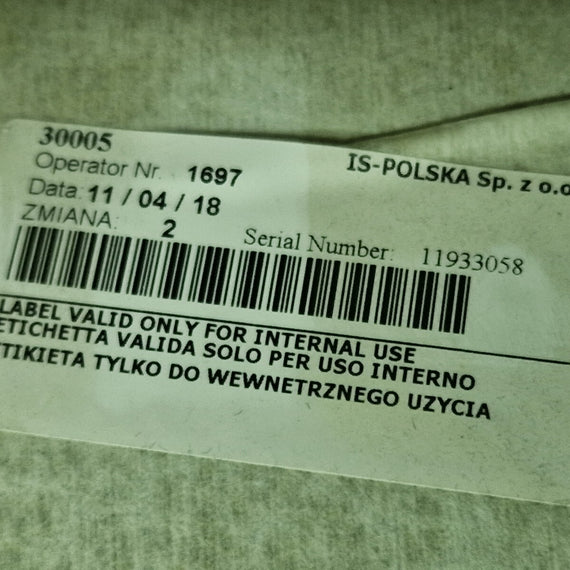 30005
Operator Nr. 1697
IS-POLSKA Sp. z o.o
Data: 11 / 04 / 18
ZMIANA: 2
Serial Number: 11933058
LABEL VALID ONLY FOR INTERNAL USE
ETICHETTA VALIDA SOLO PER USO INTERNO
TIKIETA TYLKO DO WEWNETRZNEGO UZYCIA